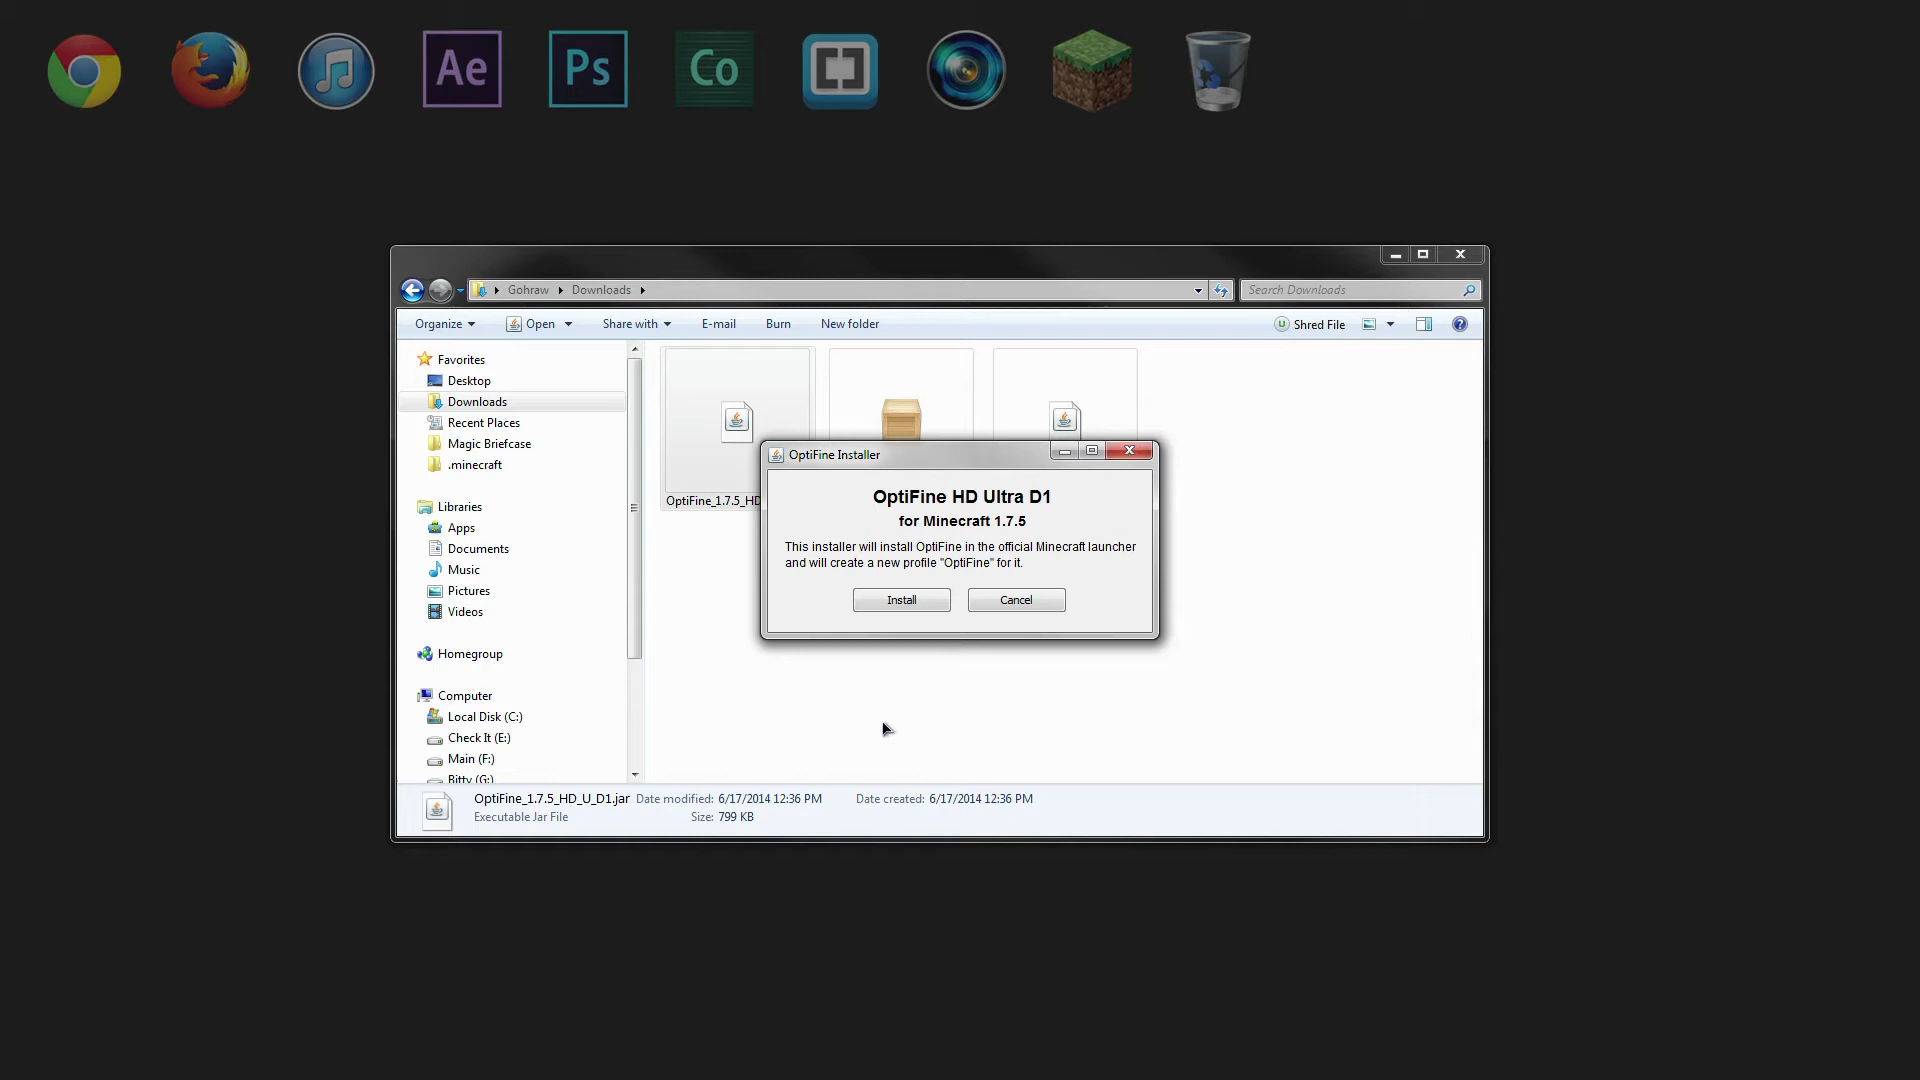 Ae
Ps
Co
Gohraw
Downloads
Search Downloads
Organize
Open
Share with
E-mail
Burn
New folder
Shred File
Favorites
Desktop
Downloads
Recent Places
Magic Briefcase
.minecraft
Libraries
Apps
Documents
Music
Pictures
Videos
Homegroup
Computer
Local Disk (C:)
Check It (E:)
Main (F:)
Bitty (G:)
OptiFine_1.7.5_HD
OptiFine Installer
OptiFine HD Ultra D1
for Minecraft 1.7.5
This installer will install OptiFine in the official Minecraft launcher
and will create a new profile "OptiFine" for it.
Install
Cancel
OptiFine_1.7.5_HD_U_D1.jar Date modified: 6/17/2014 12:36 PM Date created: 6/17/2014 12:36 PM
Executable Jar File Size: 799 KB